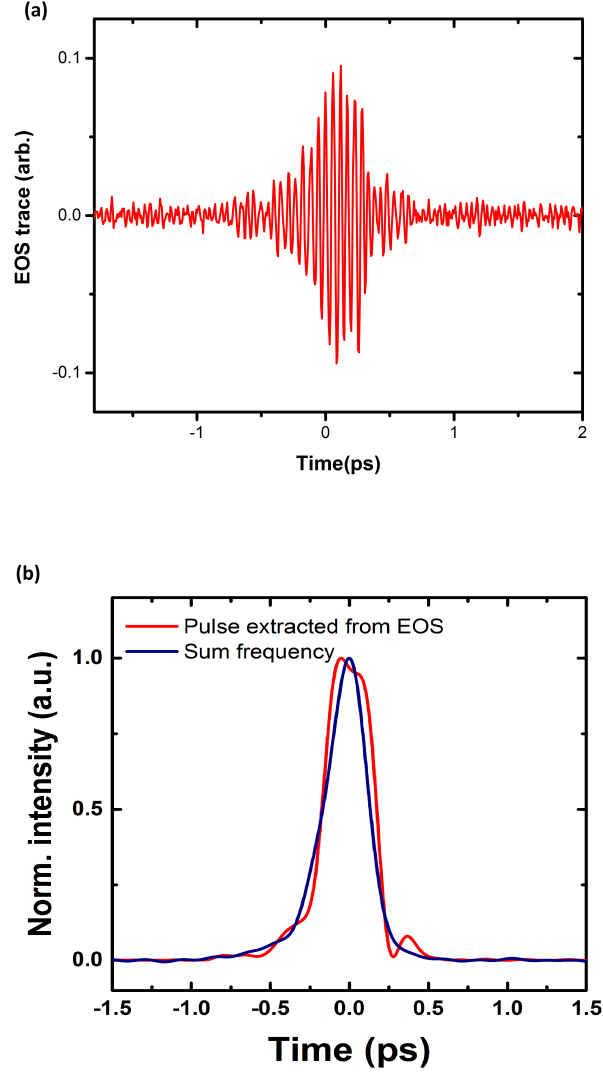 (a)
EOS trace (arb.)
0.1
0.0
-0.1
-1
0
1
2
Time(ps)
(b)
Norm. intensity (a.u.)
Pulse extracted from EOS
Sum frequency
1.0
0.5
0.0
-1.5
-1.0
-0.5
0.0
0.5
1.0
1.5
Time (ps)